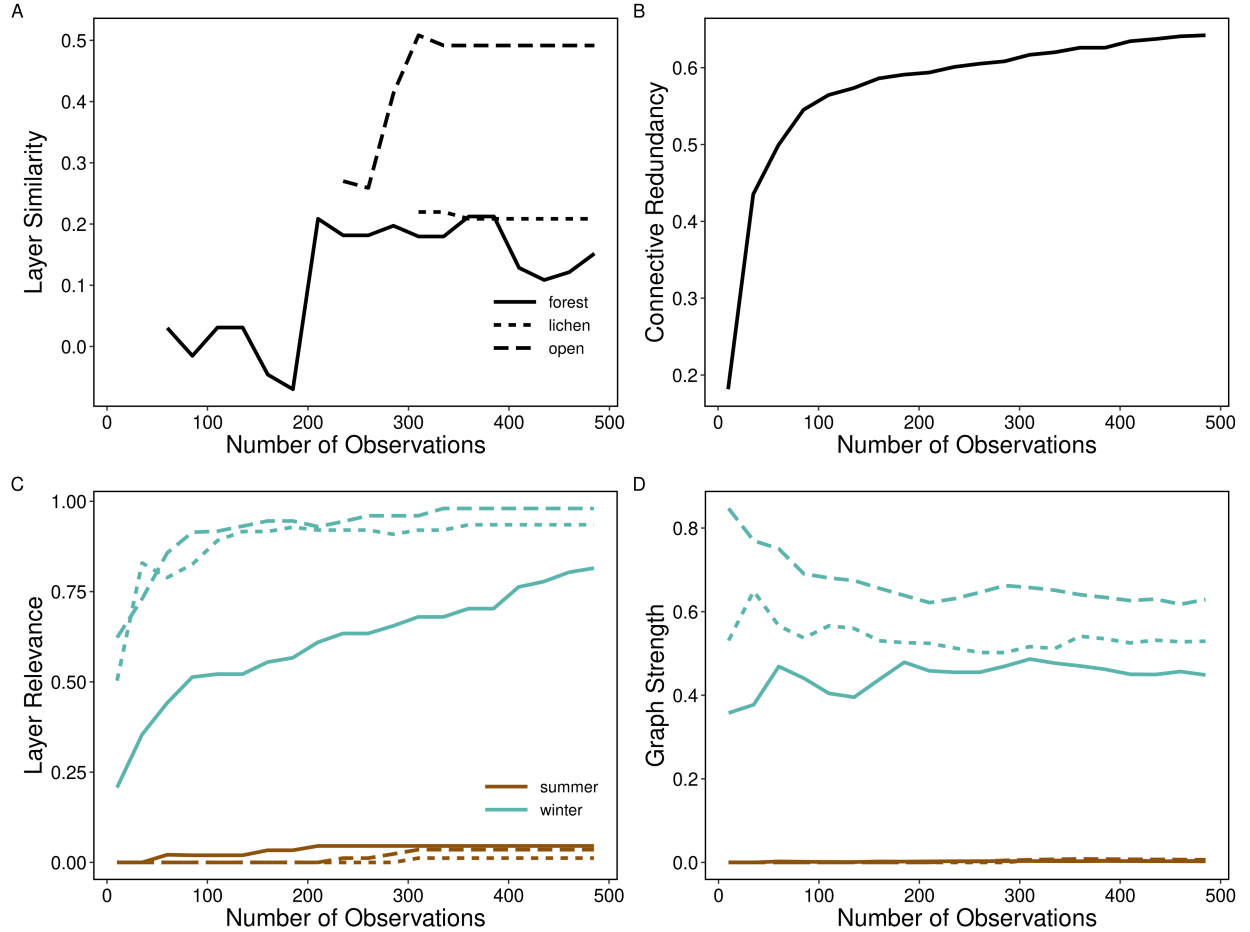 A
Layer Similarity
0.5
0.4
0.3
0.2
0.1
0.0
forest
lichen
open
0 100 200 300 400 500
Number of Observations
B
Connective Redundancy
0.6
0.5
0.4
0.3
0.2
0 100 200 300 400 500
Number of Observations
C
Layer Relevance
1.00
0.75
0.50
0.25
0.00
summer
winter
0 100 200 300 400 500
Number of Observations
D
Graph Strength
0.8
0.6
0.4
0.2
0.0
0 100 200 300 400 500
Number of Observations